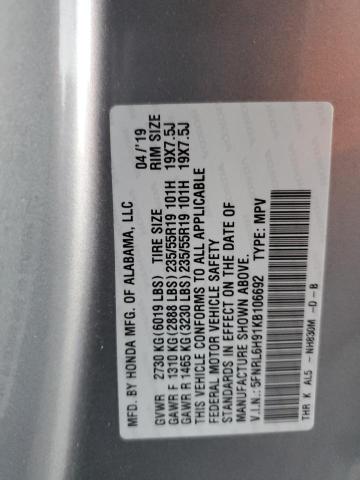 MFD. BY HONDA MFG. OF ALABAMA, LLC 04/'19
GVWR 2730 KG(6019 LBS) TIRE SIZE RIM SIZE
GAWR F 1310 KG(2888 LBS)235/55R19 101H 19X7.5J
GAWR R 1465 KG(3230 LBS)235/55R19 101H 19X7.5J
THIS VEHICLE CONFORMS TO ALL APPLICABLE
FEDERAL MOTOR VEHICLE SAFETY
STANDARDS IN EFFECT ON THE DATE OF
MANUFACTURE SHOWN ABOVE.
V.I.N.: 5FNRL6H91KB106692 TYPE: MPV
THR K AL5 - NH830M -D-B